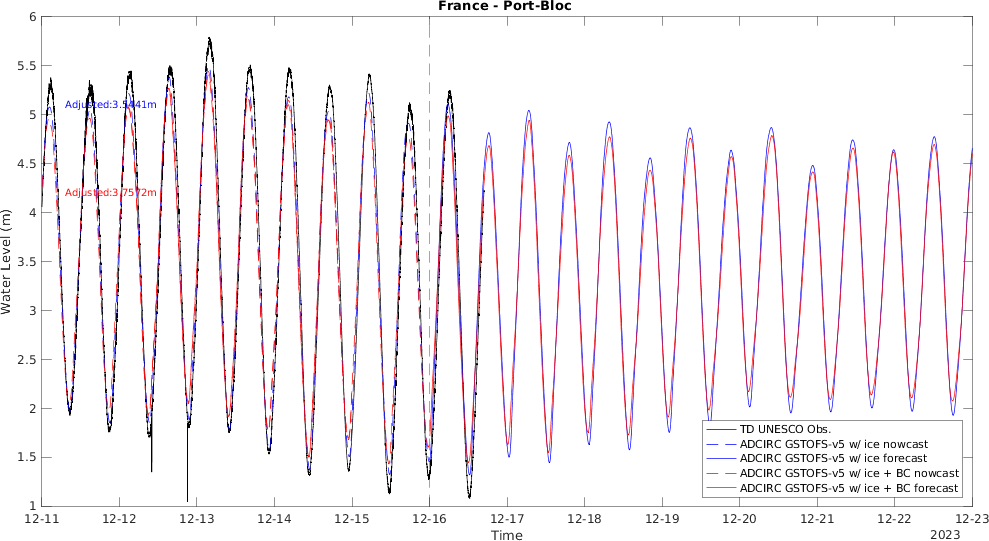 France - Port-Bloc
6
5.5
5
4.5
4
3.5
3
2.5
2
1.5
1
Water Level (m)
Adjusted:3.5441m
Adjusted:3.7572m
TD UNESCO Obs.
ADCIRC GSTOFS-v5 w/ ice nowcast
ADCIRC GSTOFS-v5 w/ ice forecast
ADCIRC GSTOFS-v5 w/ ice + BC nowcast
ADCIRC GSTOFS-v5 w/ ice + BC forecast
12-11 12-12 12-13 12-14 12-15 12-16 12-17 12-18 12-19 12-20 12-21 12-22 12-23
Time
2023